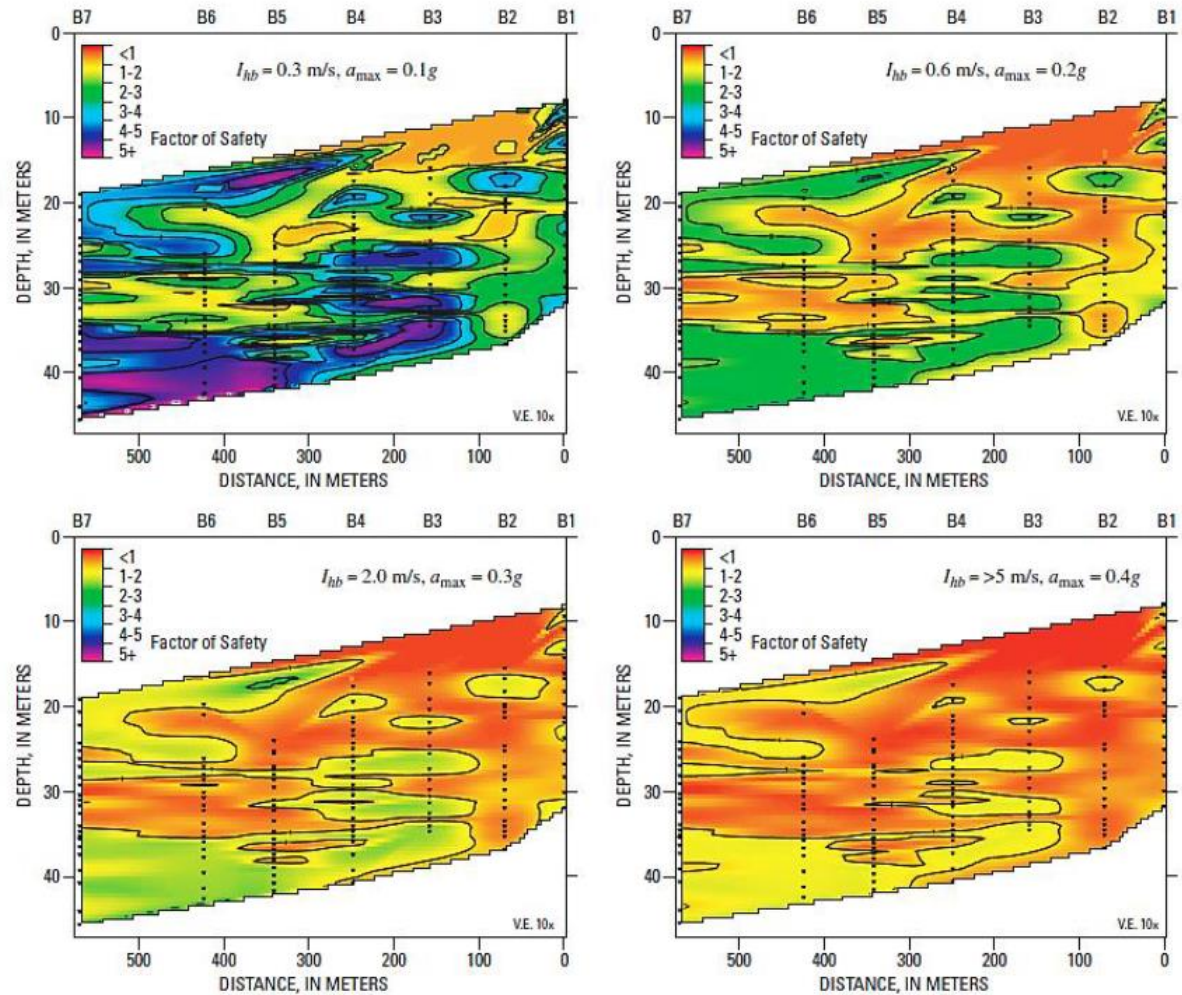 B7 B6 B5 B4 B3 B2 B1
0
<1
1-2
2-3
3-4
4-5
5+
Factor of Safety
I_hb = 0.3 m/s, a_max = 0.1g
10
20
30
40
DEPTH, IN METERS
V.E. 10x
500 400 300 200 100 0
DISTANCE, IN METERS
B7 B6 B5 B4 B3 B2 B1
0
<1
1-2
2-3
3-4
4-5
5+
Factor of Safety
I_hb = 0.6 m/s, a_max = 0.2g
10
20
30
40
DEPTH, IN METERS
V.E. 10x
500 400 300 200 100 0
DISTANCE, IN METERS
B7 B6 B5 B4 B3 B2 B1
0
<1
1-2
2-3
3-4
4-5
5+
Factor of Safety
I_hb = 2.0 m/s, a_max = 0.3g
10
20
30
40
DEPTH, IN METERS
V.E. 10x
500 400 300 200 100 0
DISTANCE, IN METERS
B7 B6 B5 B4 B3 B2 B1
0
<1
1-2
2-3
3-4
4-5
5+
Factor of Safety
I_hb = >5 m/s, a_max = 0.4g
10
20
30
40
DEPTH, IN METERS
V.E. 10x
500 400 300 200 100 0
DISTANCE, IN METERS